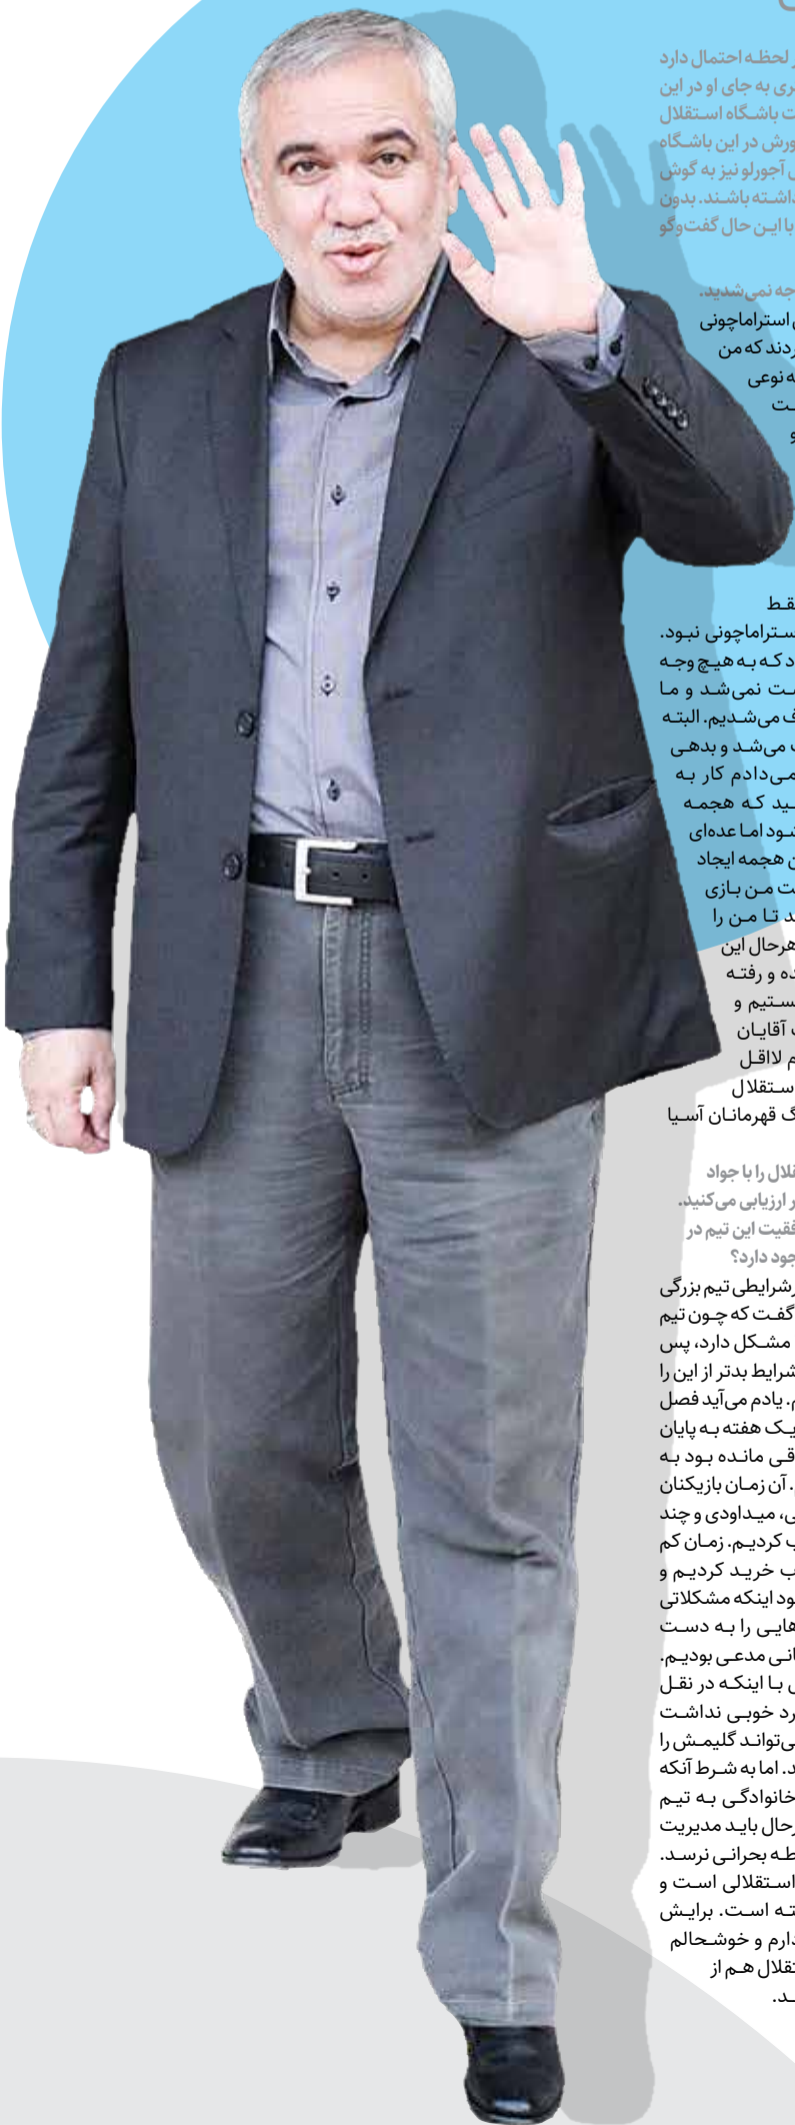 لحظه احتمال دارد
ری به جای او در این
ت باشگاه استقلال
ورش در این باشگاه
آجورلو نیز به گوش
داشته باشند. بدون
با این حال گفت‌وگو
جه نمی‌شدید.
استراماچونی
ردند که من
ه نوعی
ت
و
قط
ستراماچونی نبود.
د که به هیچ وجه
ست نمی‌شد و ما
ف می‌شدیم. البته
می‌شد و بدهی
می‌دادم کار به
ید که هجمه
شود اما عده‌ای
ن هجمه ایجاد
ت من بازی
ند تا من را
هرحال این
ده و رفته
ستیم و
آقایان
م لااقل
ستقلال
گ قهرمانان آسیا
قلال را با جواد
ر ارزیابی می‌کنید.
فقیت این تیم در
جود دارد؟
رشرایطی تیم بزرگی
گفت که چون تیم
مشکل دارد، پس
شرایط بدتر از این را
م. یادم می‌آید فصل
یک هفته به پایان
قی مانده بود به
. آن زمان بازیکنان
ی، میداودی و چند
ب کردیم. زمان کم
ب خرید کردیم و
ود اینکه مشکلاتی
هایی را به دست
انی مدعی بودیم.
ی با اینکه در نقل
رد خوبی نداشت
ی‌تواند گلیمش را
د. اما به شرط آنکه
خانوادگی به تیم
رحال باید مدیریت
طه بحرانی نرسد.
استقلالی است و
ته است. برایش
دارم و خوشحالم
تقلال هم از
د.